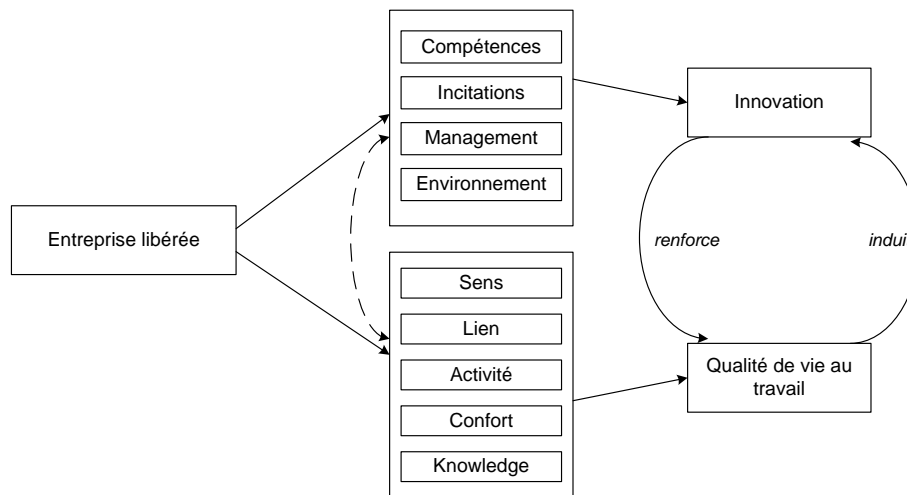 Compétences
Incitations
Management
Environnement
Innovation
Entreprise libérée
renforce
indui
Sens
Lien
Activité
Confort
Knowledge
Qualité de vie au
travail